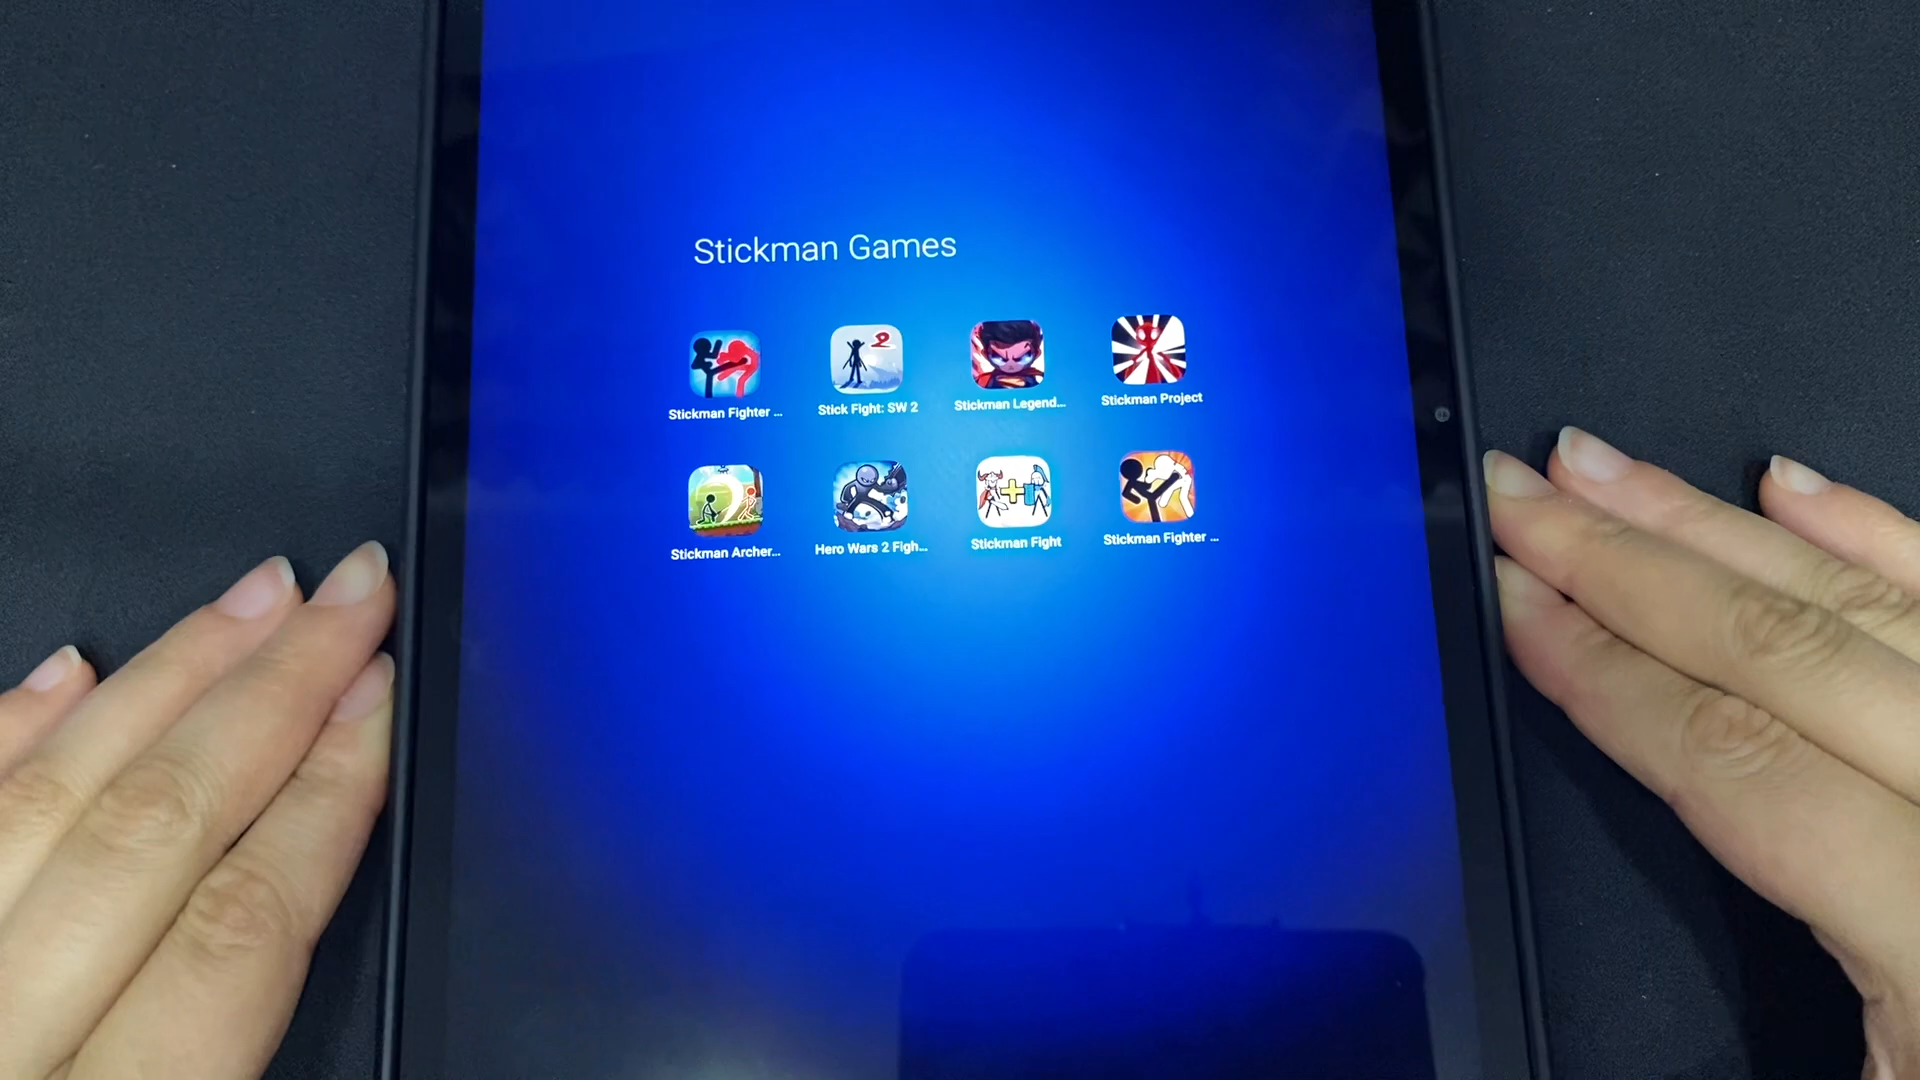 Stickman Games
Stickman Fighter ...
Stick Fight: SW 2
Stickman Legend...
Stickman Project
Stickman Archer...
Hero Wars 2 Figh...
Stickman Fight
Stickman Fighter ...
2